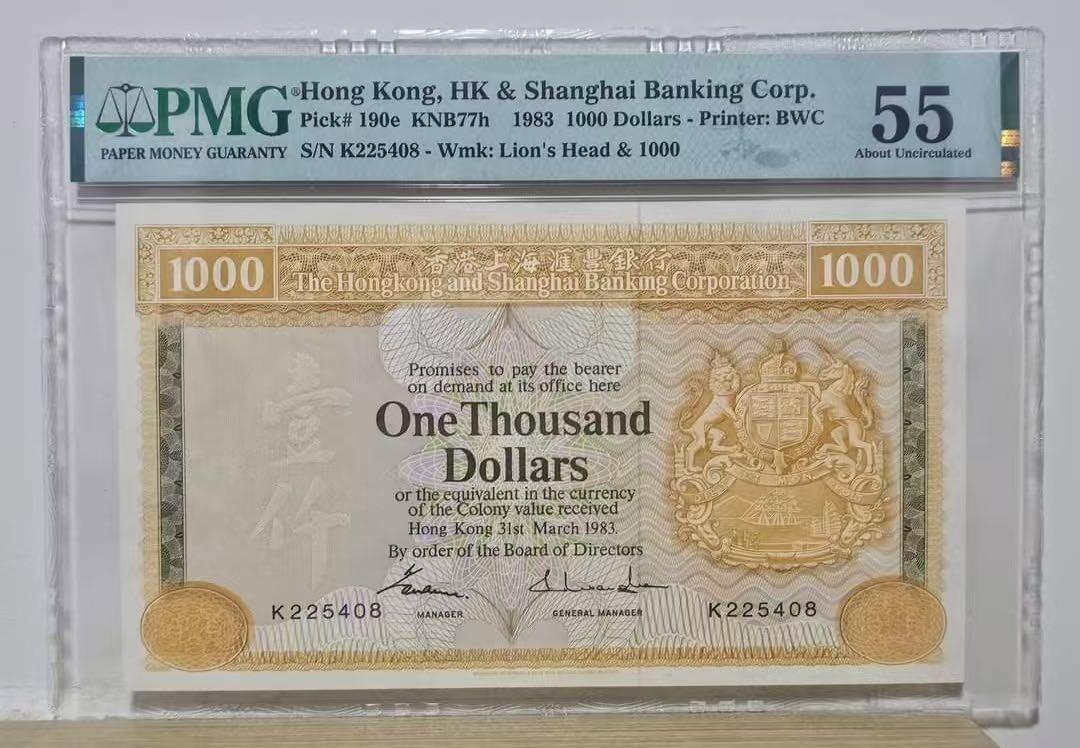 PMG®
PAPER MONEY GUARANTY
Hong Kong, HK & Shanghai Banking Corp.
Pick# 190e KNB77h 1983 1000 Dollars - Printer: BWC
S/N K225408 - Wmk: Lion's Head & 1000
55
About Uncirculated
1000
香港上海滙豐銀行
The Hongkong and Shanghai Banking Corporation
1000
壹仟
Promises to pay the bearer
on demand at its office here
One Thousand
Dollars
or the equivalent in the currency
of the Colony value received
Hong Kong 31st March 1983.
By order of the Board of Directors
K225408
MANAGER
GENERAL MANAGER
K225408